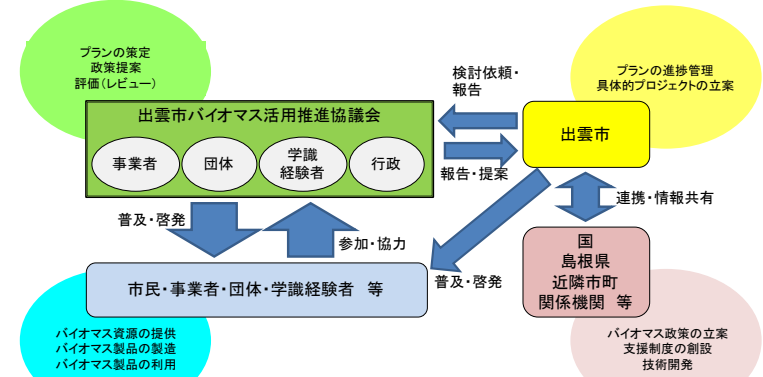 プランの策定
政策提案
評価(レビュー)
検討依頼・
報告
プランの進捗管理
具体的プロジェクトの立案
出雲市バイオマス活用推進協議会
事業者
団体
学識
経験者
行政
出雲市
報告・提案
普及・啓発
参加・協力
連携・情報共有
市民・事業者・団体・学識経験者 等
普及・啓発
国
島根県
近隣市町
関係機関 等
バイオマス資源の提供
バイオマス製品の製造
バイオマス製品の利用
バイオマス政策の立案
支援制度の創設
技術開発